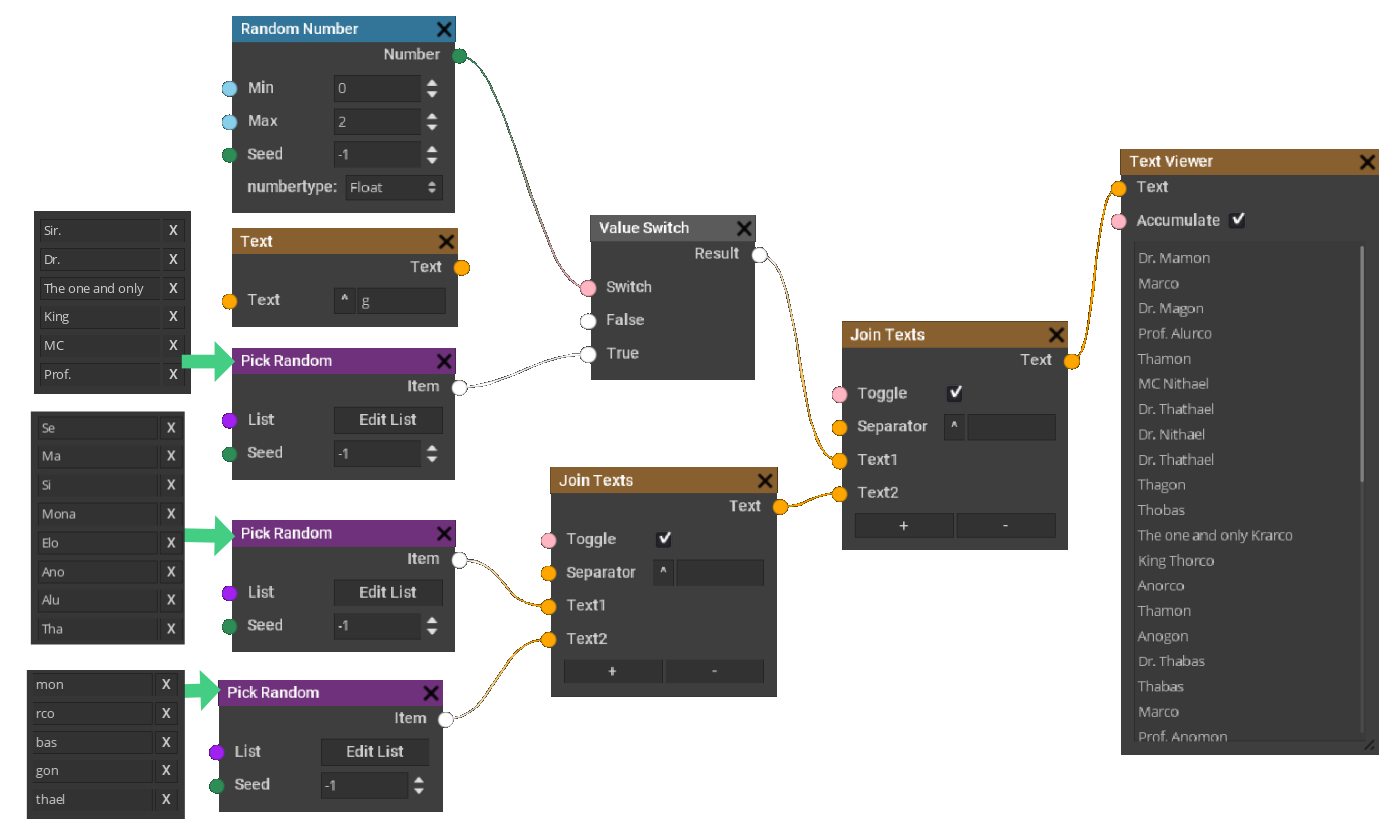 Random Number X
Number
Min 0
Max 2
Seed -1
numbertype: Float
Sir. X
Dr. X
The one and only X
King X
MC X
Prof. X
Text X
Text
Text ^ g
Pick Random X
Item
List Edit List
Seed -1
Se X
Ma X
Si X
Mona X
Elo X
Ano X
Alu X
Tha X
Pick Random X
Item
List Edit List
Seed -1
mon X
rco X
bas X
gon X
thael X
Pick Random X
Item
List Edit List
Seed -1
Value Switch X
Result
Switch
False
True
Join Texts X
Text
Toggle
Separator ^
Text1
Text2
+ -
Join Texts X
Text
Toggle
Separator ^
Text1
Text2
+ -
Text Viewer X
Text
Accumulate
Dr. Mamon
Marco
Dr. Magon
Prof. Alurco
Thamon
MC Nithael
Dr. Thathael
Dr. Nithael
Dr. Thathael
Thagon
Thobas
The one and only Krarco
King Thorco
Anorco
Thamon
Anogon
Dr. Thabas
Thabas
Marco
Prof. Anomon